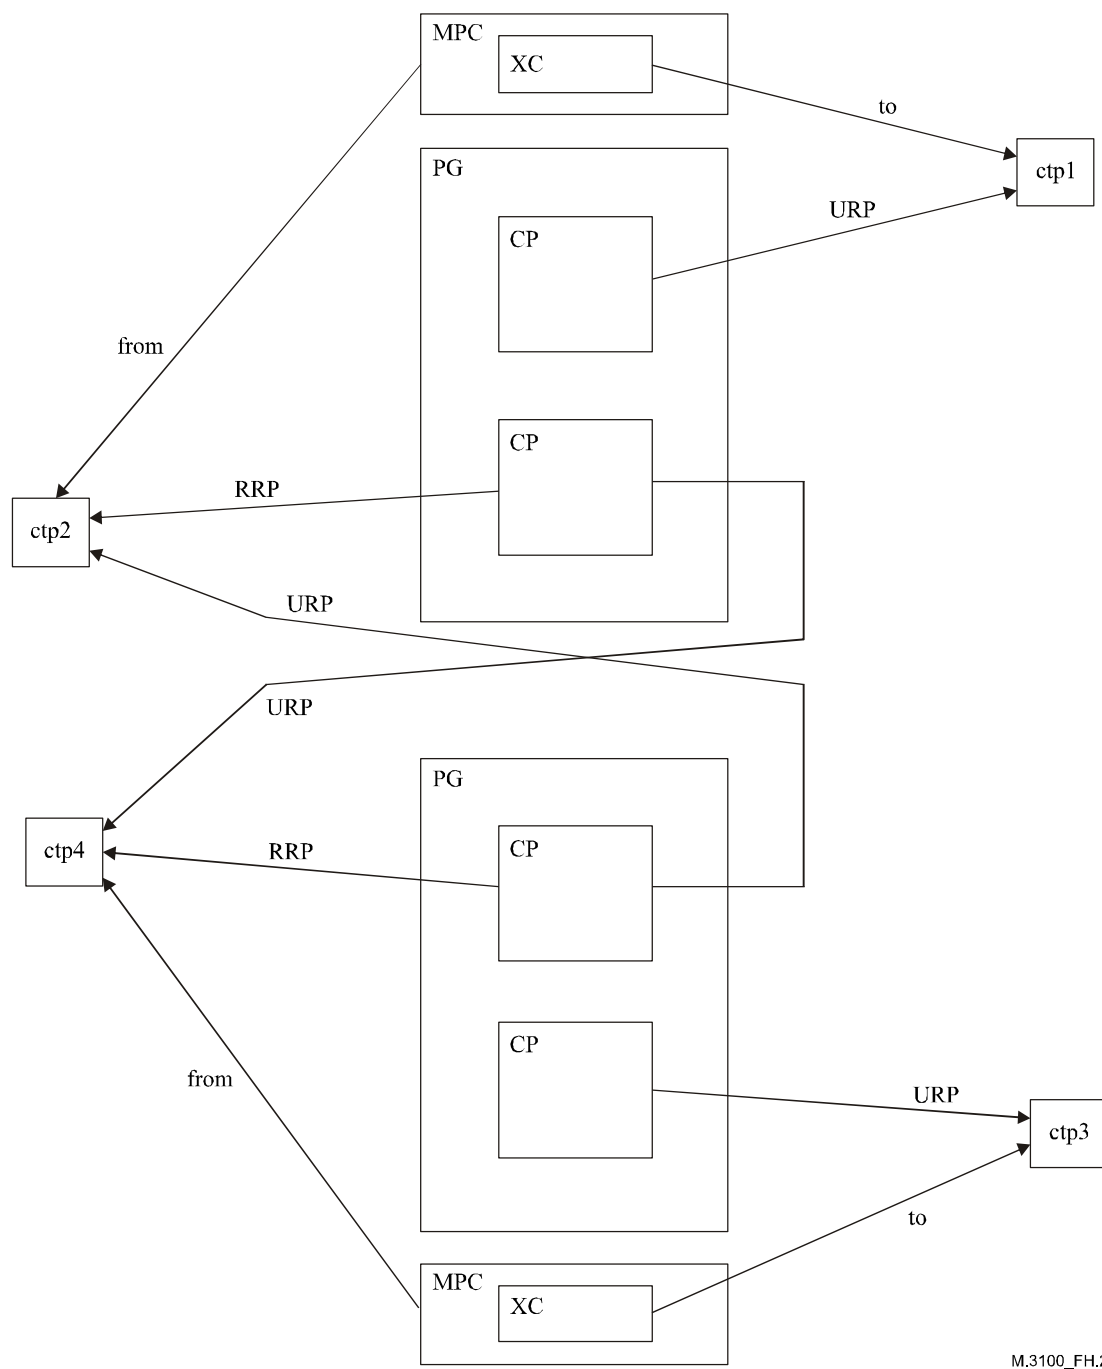 MPC
XC
to
PG
ctp1
URP
CP
from
CP
RRP
ctp2
URP
URP
PG
ctp4
RRP
CP
CP
from
URP
ctp3
to
MPC
XC
M.3100_FH.2